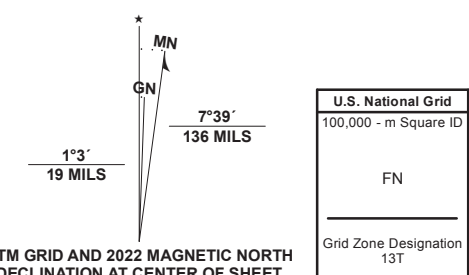 ★
MN
GN
7°39´
136 MILS
1°3´
19 MILS
TM GRID AND 2022 MAGNETIC NORTH
DECLINATION AT CENTER OF SHEET
U.S. National Grid
100,000 - m Square ID
FN
Grid Zone Designation
13T